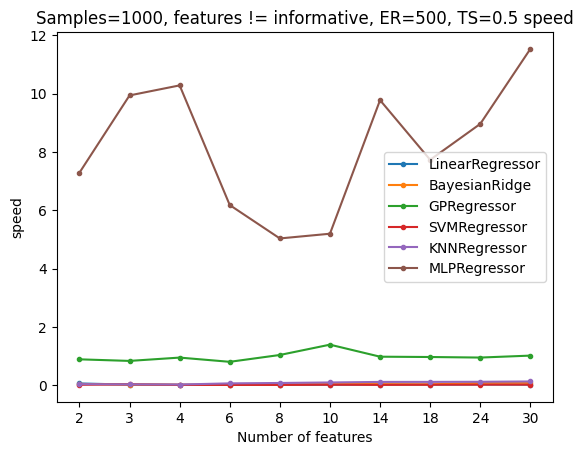 Samples=1000, features != informative, ER=500, TS=0.5 speed
12
10
8
6
4
2
0
speed
LinearRegressor
BayesianRidge
GPRegressor
SVMRegressor
KNNRegressor
MLPRegressor
2 3 4 6 8 10 14 18 24 30
Number of features